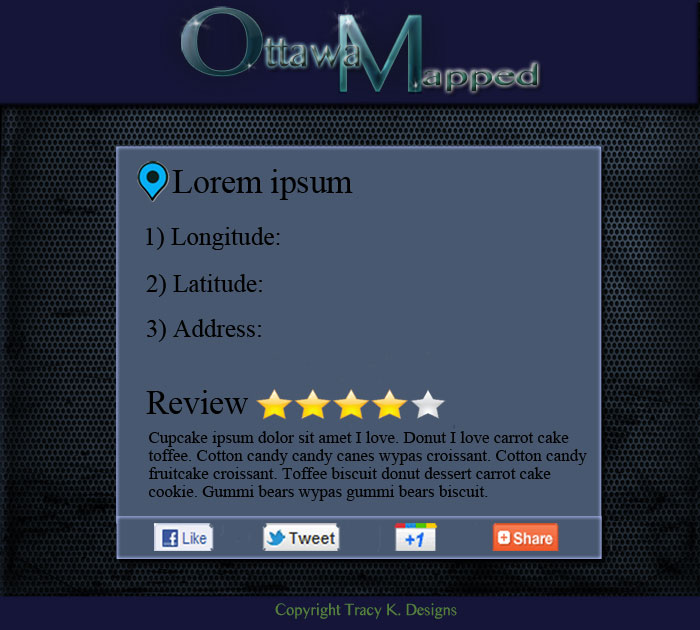 Ottawa Mapped
Lorem ipsum
1) Longitude:
2) Latitude:
3) Address:
Review
Cupcake ipsum dolor sit amet I love. Donut I love carrot cake
toffee. Cotton candy candy canes wypas croissant. Cotton candy
fruitcake croissant. Toffee biscuit donut dessert carrot cake
cookie. Gummi bears wypas gummi bears biscuit.
f Like
Tweet
+1
+ Share
Copyright Tracy K. Designs